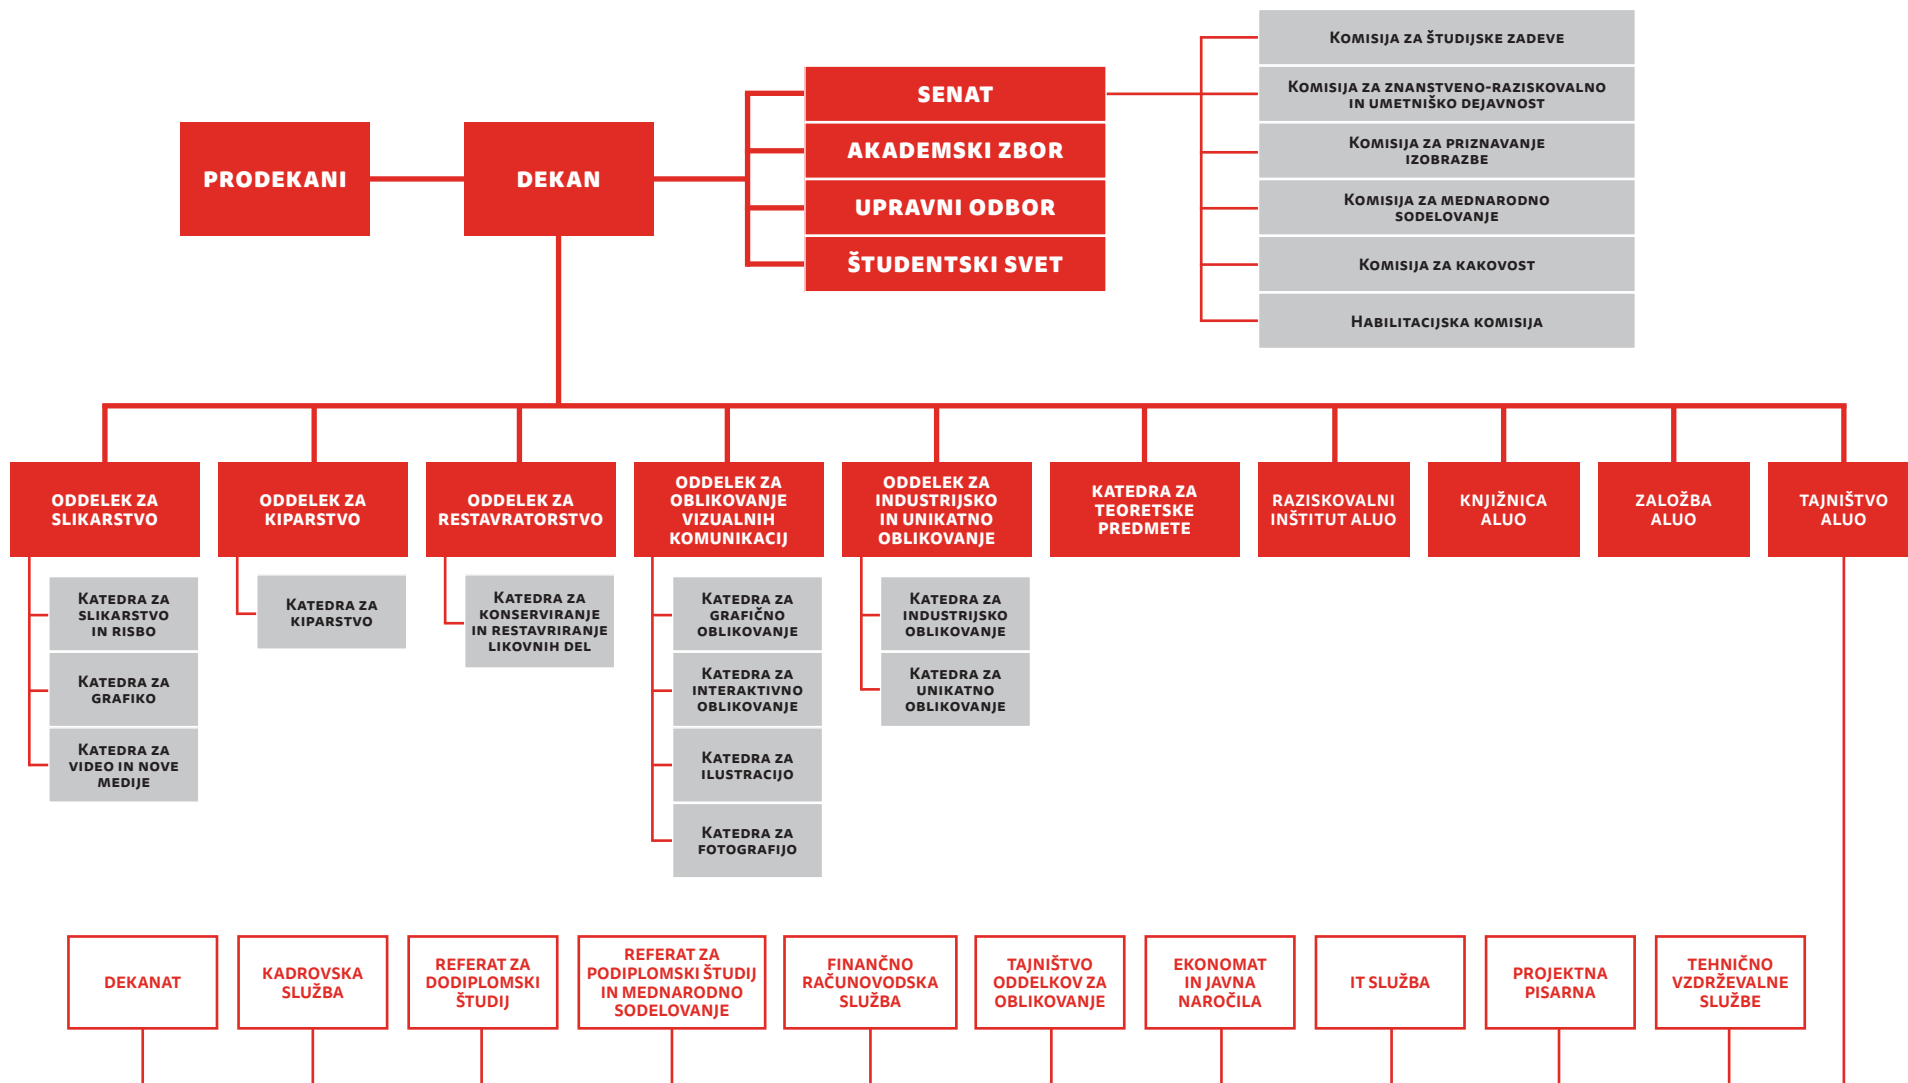 Komisija za študijske zadeve
Komisija za znanstveno-raziskovalno
in umetniško dejavnost
Komisija za priznavanje
izobrazbe
Komisija za mednarodno
sodelovanje
Komisija za kakovost
Habilitacijska komisija
SENAT
AKADEMSKI ZBOR
UPRAVNI ODBOR
ŠTUDENTSKI SVET
PRODEKANI
DEKAN
ODDELEK ZA
SLIKARSTVO
ODDELEK ZA
KIPARSTVO
ODDELEK ZA
RESTAVRATORSTVO
ODDELEK ZA
OBLIKOVANJE
VIZUALNIH
KOMUNIKACIJ
ODDELEK ZA
INDUSTRIJSKO
IN UNIKATNO
OBLIKOVANJE
KATEDRA ZA
TEORETSKE
PREDMETE
RAZISKOVALNI
INŠTITUT ALUO
KNJIŽNICA
ALUO
ZALOŽBA
ALUO
TAJNIŠTVO
ALUO
Katedra za
slikarstvo
in risbo
Katedra za
grafiko
Katedra za
video in nove
medije
Katedra za
kiparstvo
Katedra za
konserviranje
in restavriranje
likovnih del
Katedra za
grafično
oblikovanje
Katedra za
interaktivno
oblikovanje
Katedra za
ilustracijo
Katedra za
fotografijo
Katedra za
industrijsko
oblikovanje
Katedra za
unikatno
oblikovanje
DEKANAT
KADROVSKA
SLUŽBA
REFERAT ZA
DODIPLOMSKI
ŠTUDIJ
REFERAT ZA
PODIPLOMSKI ŠTUDIJ
IN MEDNARODNO
SODELOVANJE
FINANČNO
RAČUNOVODSKA
SLUŽBA
TAJNIŠTVO
ODDELKOV ZA
OBLIKOVANJE
EKONOMAT
IN JAVNA
NAROČILA
IT SLUŽBA
PROJEKTNA
PISARNA
TEHNIČNO
VZDRŽEVALNE
SLUŽBE